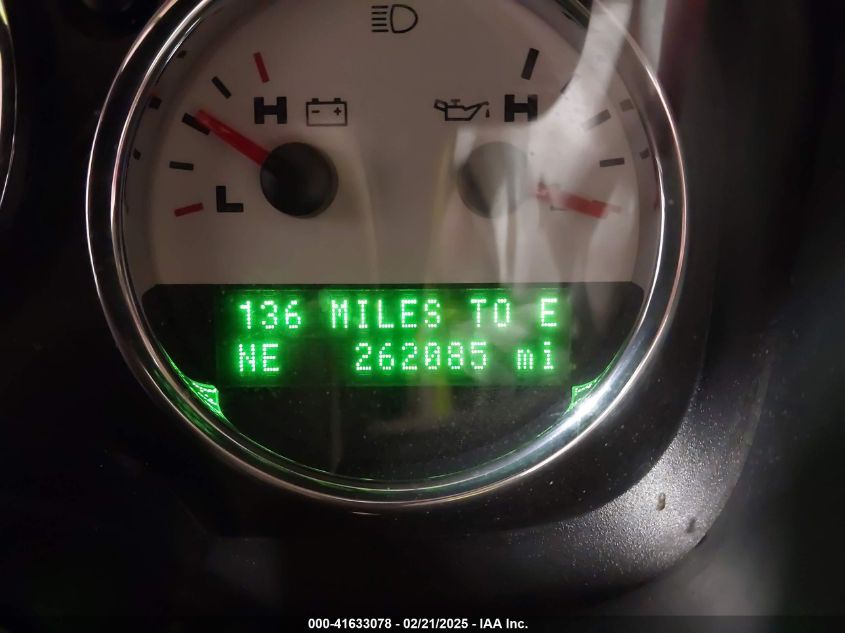 H H
L
136 MILES TO E
NE 262085 mi
000-41633078 - 02/21/2025 - IAA Inc.